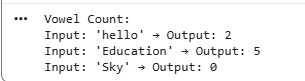 ••• Vowel Count:
Input: 'hello' → Output: 2
Input: 'Education' → Output: 5
Input: 'Sky' → Output: 0